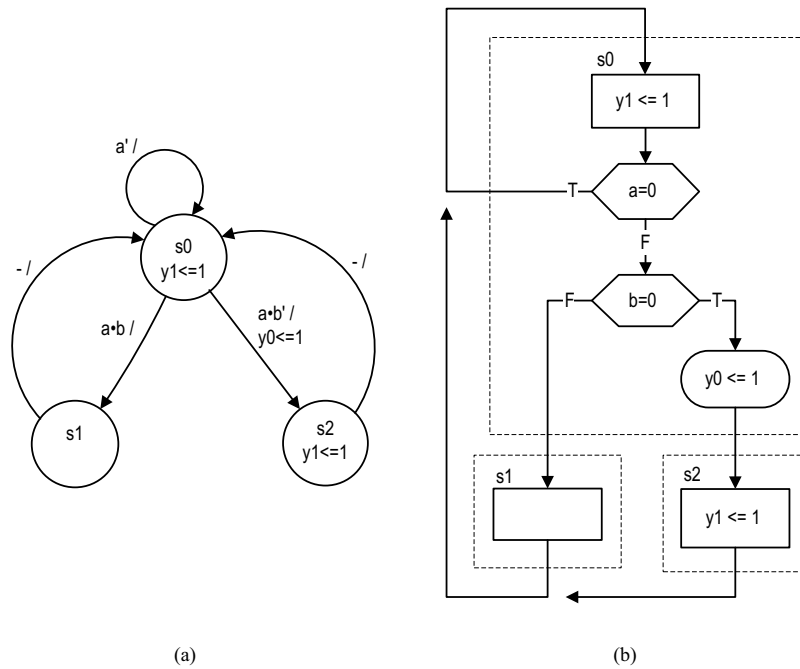 a' /
s0
y1<=1
- /
- /
a•b /
a•b' /
y0<=1
s1
s2
y1<=1
(a)
s0
y1 <= 1
T
a=0
F
F
b=0
T
y0 <= 1
s1
s2
y1 <= 1
(b)